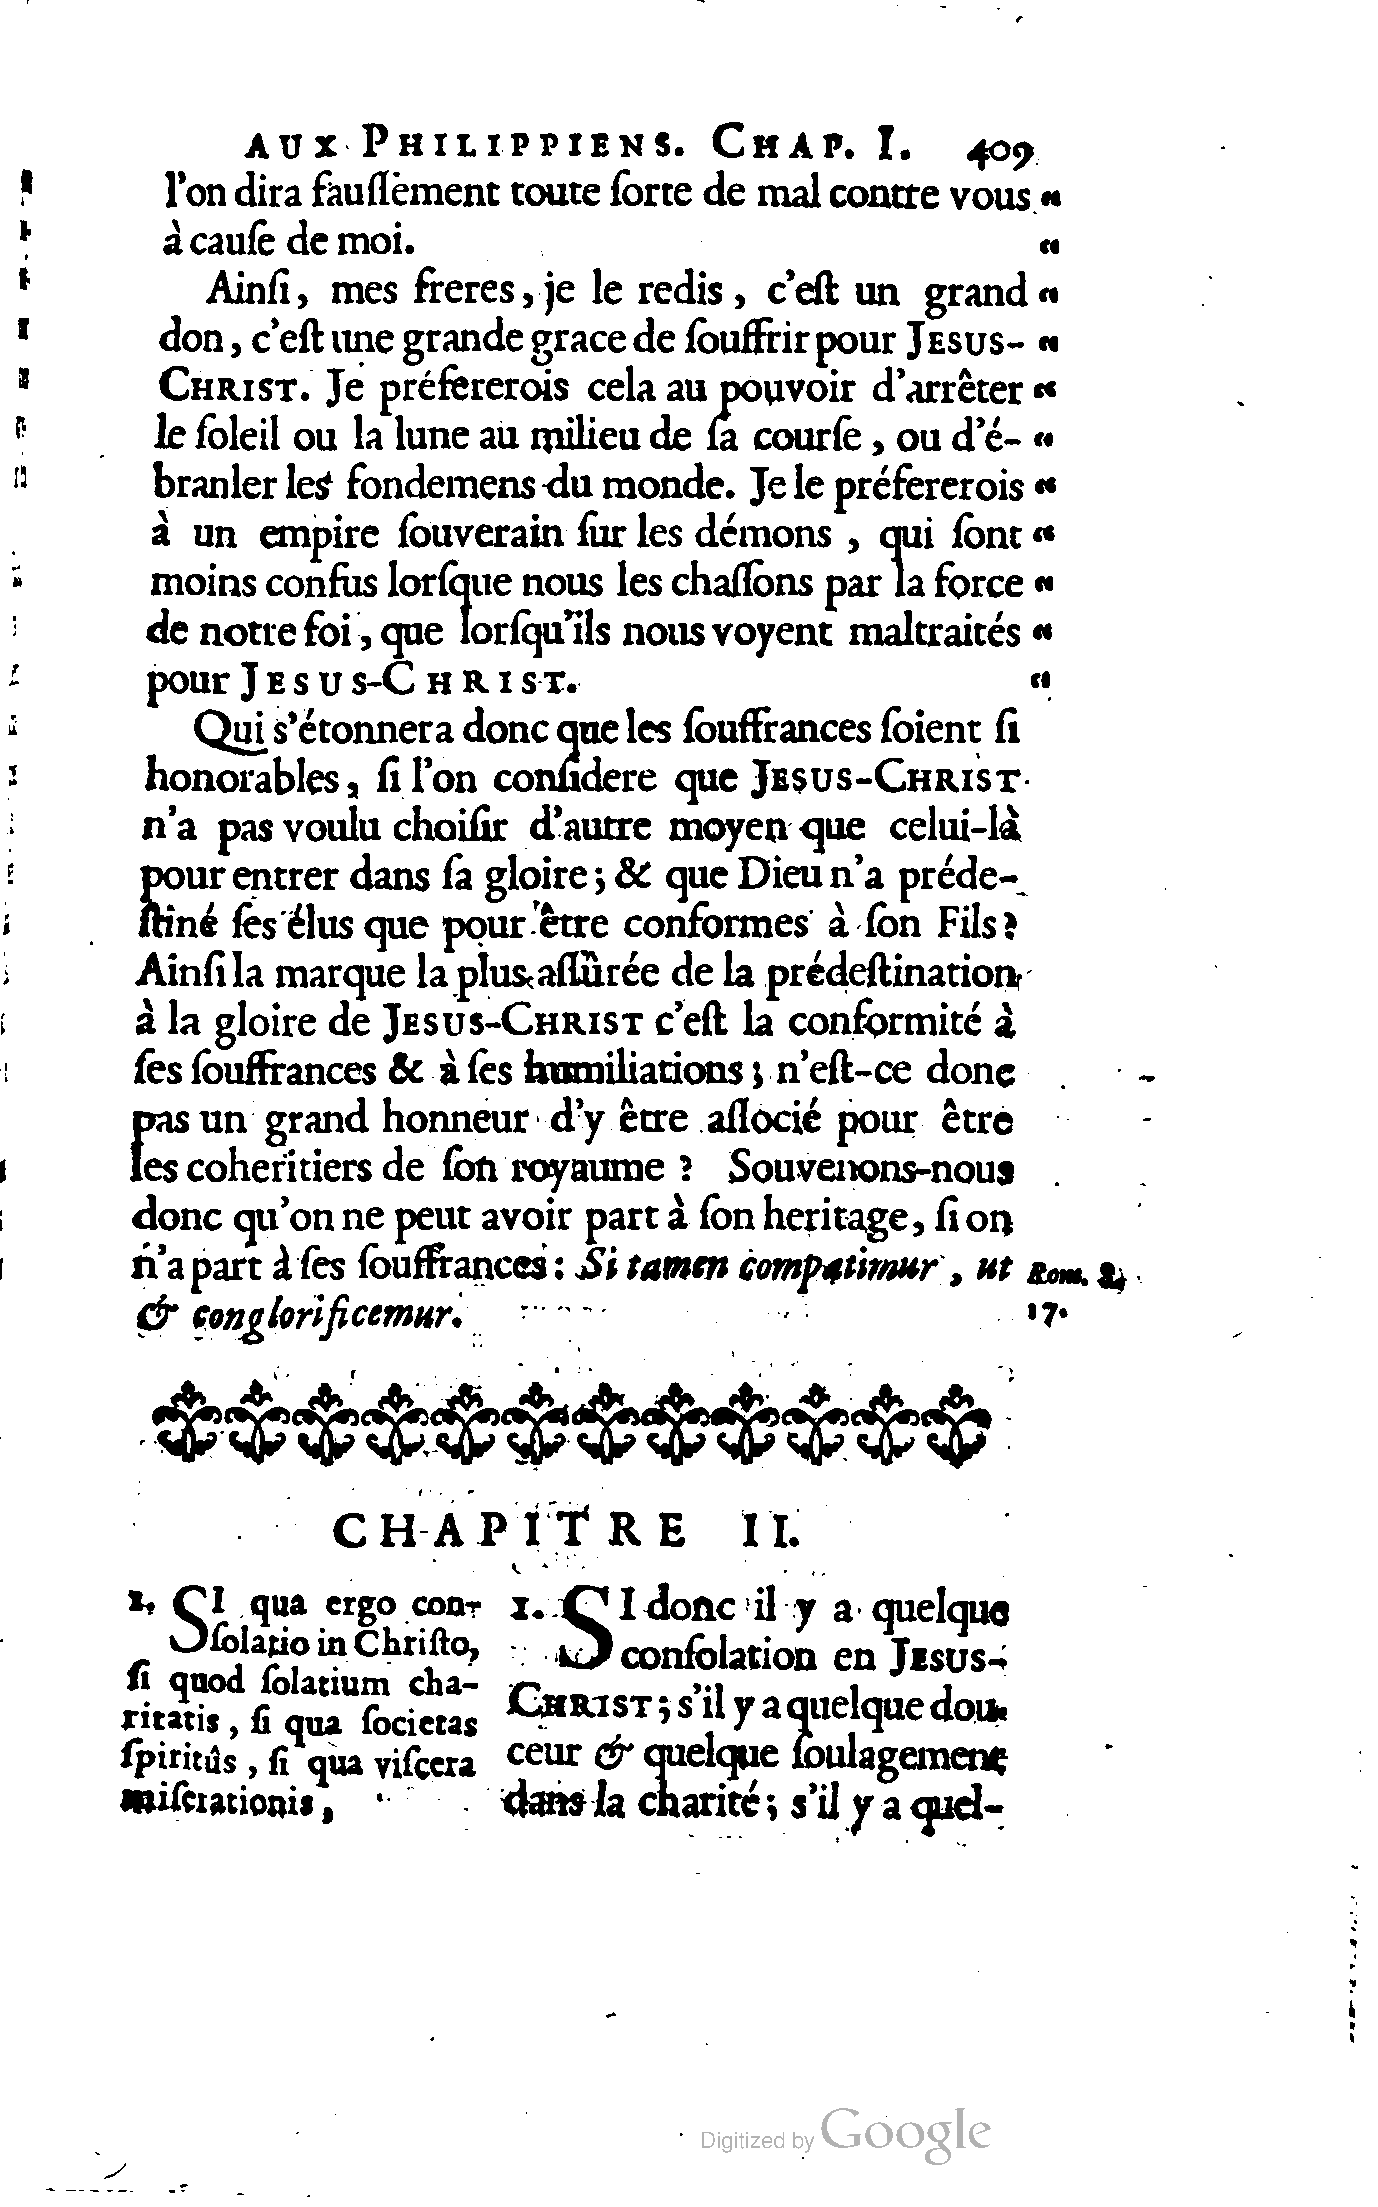 AUX PHILIPPIENS. CHAP. I. 409
l'on dira fauſſement toute ſorte de mal contre vous “
à cauſe de moi. “
Ainſi, mes freres, je le redis, c'eſt un grand “
don, c'eſt une grande grace de ſouffrir pour JESUS- “
CHRIST. Je préfererois cela au pouvoir d'arrêter “
le ſoleil ou la lune au milieu de ſa courſe, ou d'é- “
branler les fondemens du monde. Je le préfererois “
à un empire ſouverain ſur les démons, qui ſont “
moins confus lorſque nous les chaſſons par la force “
de notre foi, que lorſqu'ils nous voyent maltraités “
pour JESUS-CHRIST. “
Qui s'étonnera donc que les ſouffrances ſoient ſi
honorables, ſi l'on conſidere que JESUS-CHRIST
n'a pas voulu choiſir d'autre moyen que celui-là
pour entrer dans ſa gloire; & que Dieu n'a préde-
ſtiné ſes élus que pour être conformes à ſon Fils?
Ainſi la marque la plus aſſûrée de la prédeſtination
à la gloire de JESUS-CHRIST c'eſt la conformité à
ſes ſouffrances & à ſes humiliations; n'eſt-ce donc
pas un grand honneur d'y être aſſocié pour être
les coheritiers de ſon royaume? Souvenons-nous
donc qu'on ne peut avoir part à ſon heritage, ſi on
n'a part à ſes ſouffrances: Si tamen compatimur, ut
& conglorificemur.
Rom. 8,
17.
CHAPITRE II.
1. SI qua ergo con-
ſolatio in Chriſto,
ſi quod ſolatium cha-
ritatis, ſi qua ſocietas
ſpiritûs, ſi qua viſcera
miſerationis,
1. SI donc il y a quelque
conſolation en JESUS-
CHRIST; s'il y a quelque dou-
ceur & quelque ſoulagement
dans la charité; s'il y a quel-
Digitized by Google